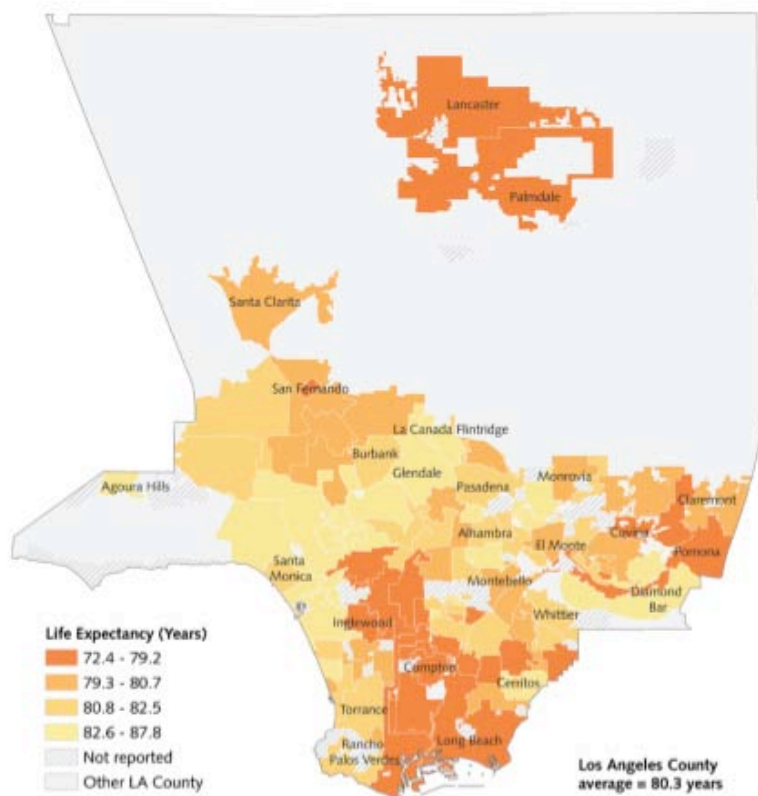 Lancaster
Palmdale
Santa Clarita
San Fernando
La Canada Flintridge
Burbank
Glendale
Agoura Hills
Pasadena
Monrovia
Claremont
Alhambra
El Monte
Covina
Pomona
Santa
Monica
Montebello
Diamond
Bar
Whittier
Inglewood
Compton
Cerritos
Torrance
Long Beach
Rancho
Palos Verdes
Life Expectancy (Years)
72.4 - 79.2
79.3 - 80.7
80.8 - 82.5
82.6 - 87.8
Not reported
Other LA County
Los Angeles County
average = 80.3 years